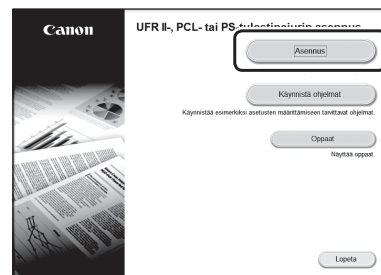 Canon
UFR II-, PCL- tai PS-tulostinajurin asennus
Asennus
Käynnistä ohjelmat
Käynnistää esimerkiksi asetusten määrittämiseen tarvittavat ohjelmat.
Oppaat
Näyttää oppaat.
Lopeta